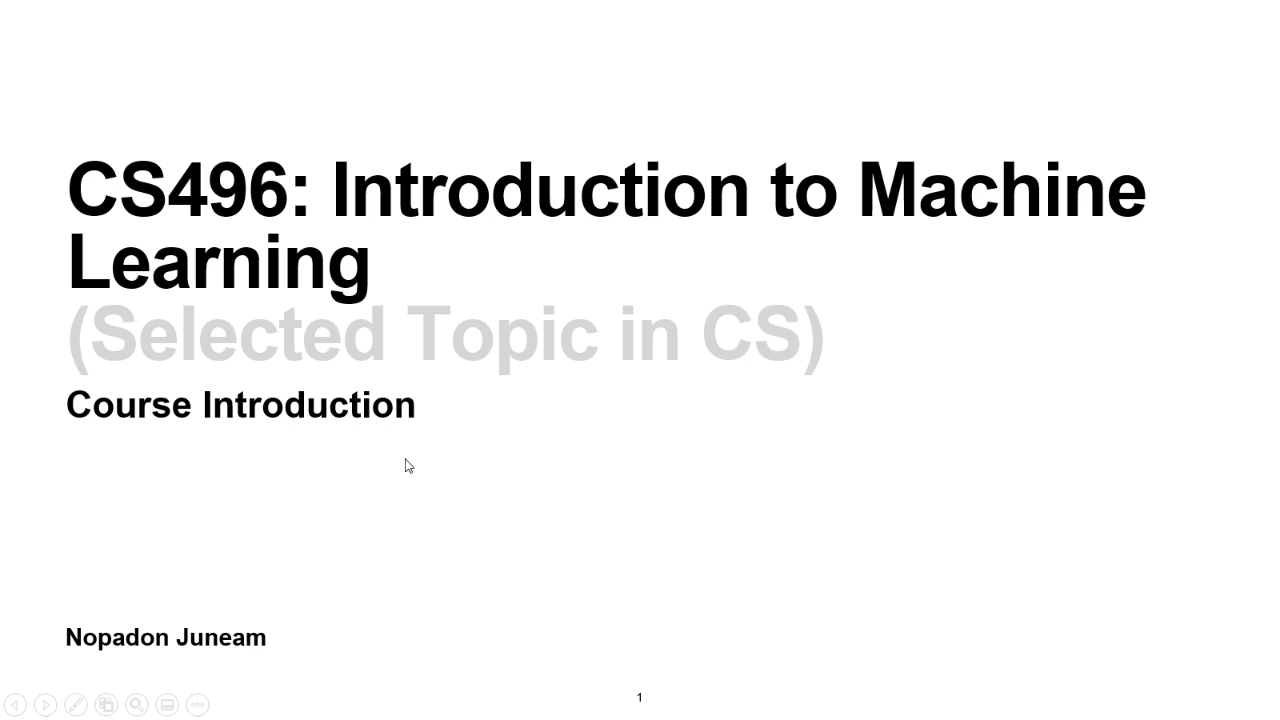 CS496: Introduction to Machine
Learning
(Selected Topic in CS)
Course Introduction
Nopadon Juneam
1